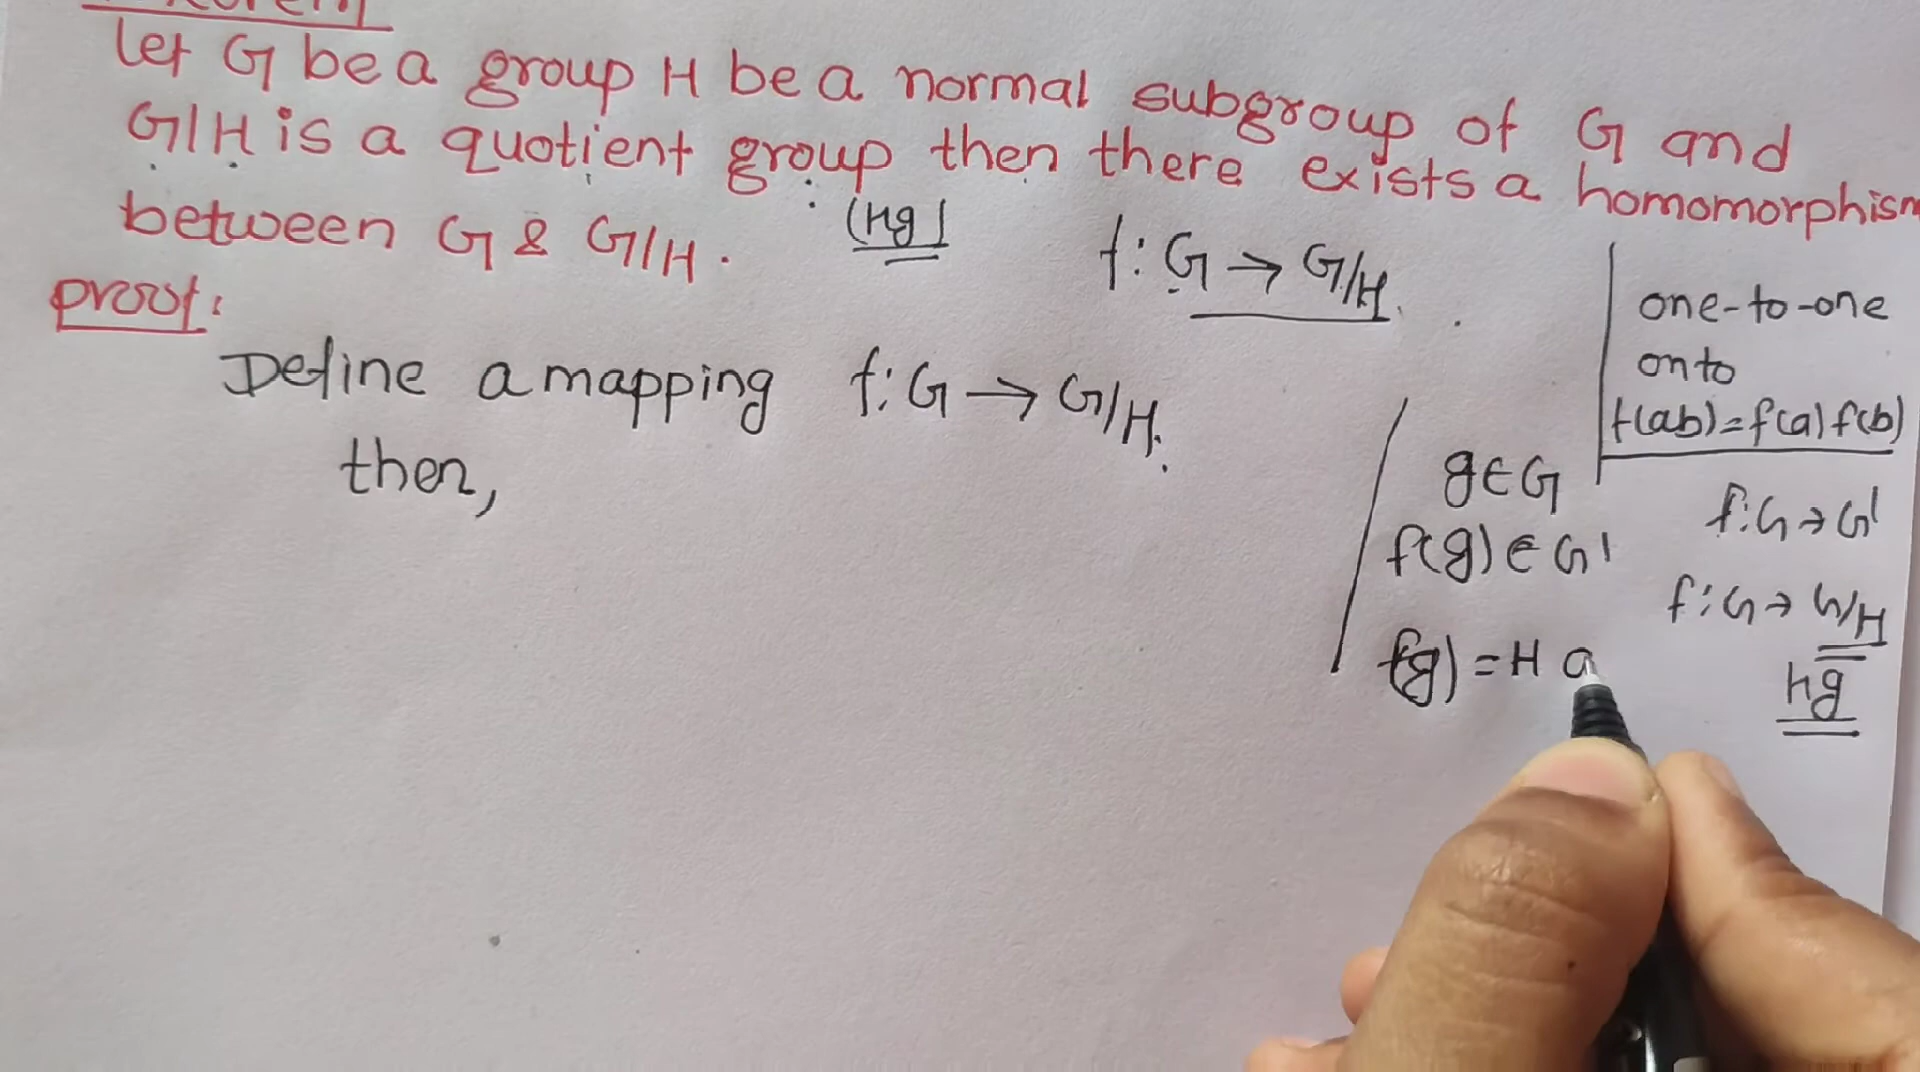 Theorem
let G be a group H be a normal subgroup of G and
G/H is a quotient group then there exists a homomorphism
between G & G/H.
(Hg)
f: G → G/H.
proof:
Define a mapping f: G → G/H.
then,
one-to-one
onto
f(ab)=f(a) f(b)
g∈G
f(g) ∈ G'
f(g) = H
f: G → G'
f: G → G/H
Hg